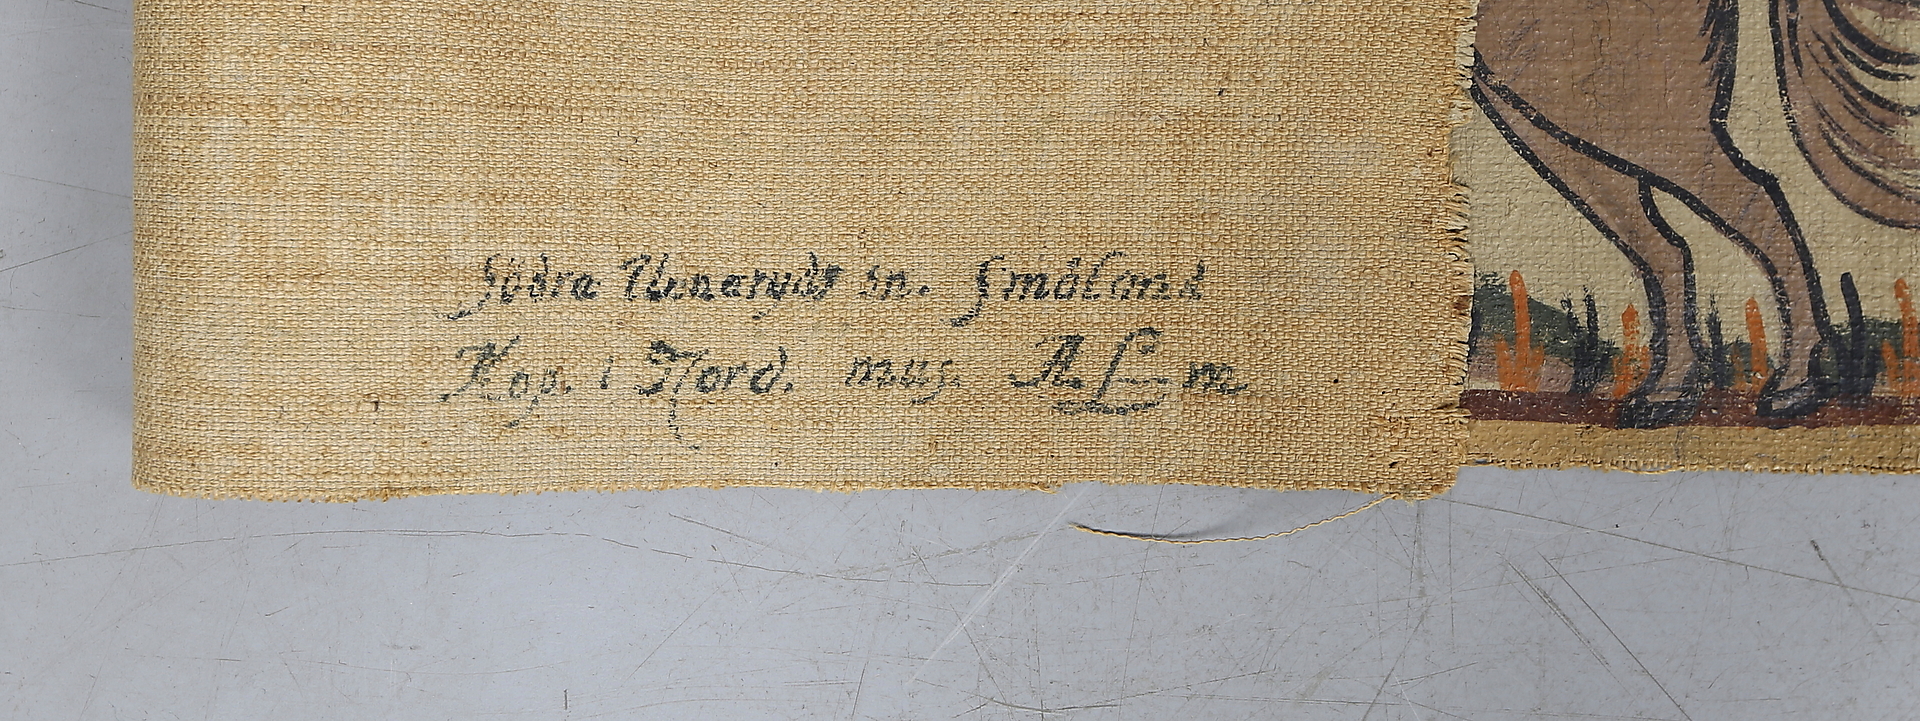 Södra Unnaryds sn. Småland
Kop. i Nord. mus.